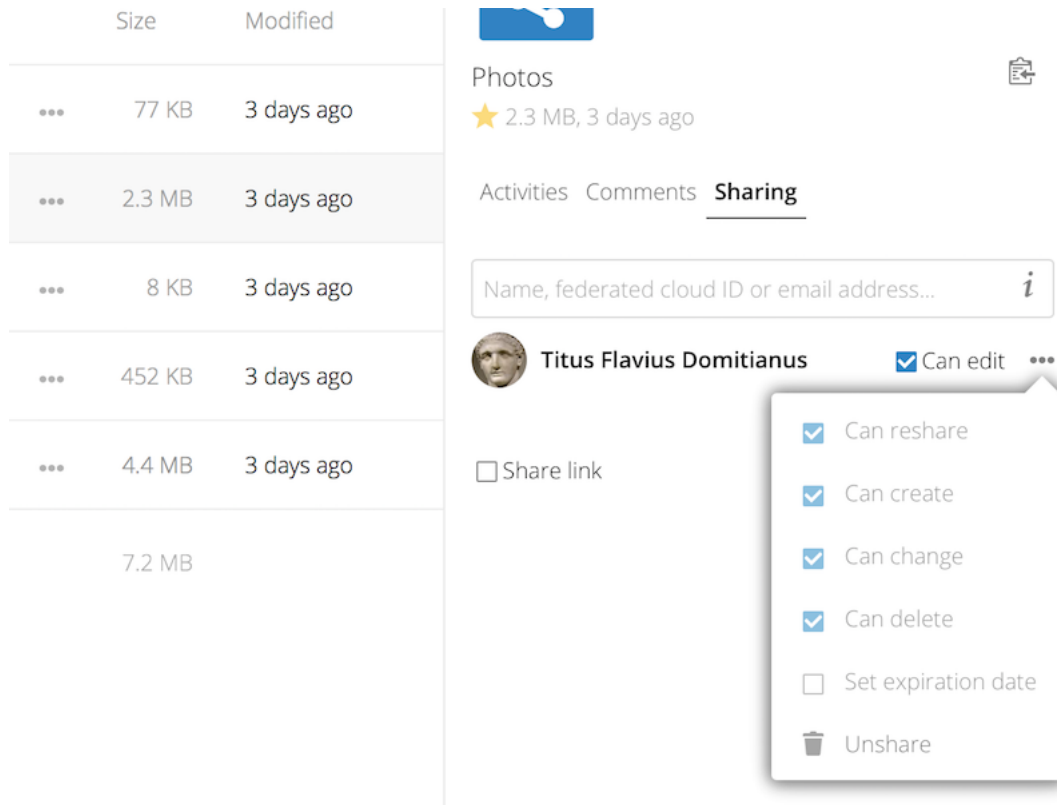 Size Modified
77 KB 3 days ago
2.3 MB 3 days ago
8 KB 3 days ago
452 KB 3 days ago
4.4 MB 3 days ago
7.2 MB
Photos
2.3 MB, 3 days ago
Activities Comments Sharing
Name, federated cloud ID or email address...
Titus Flavius Domitianus Can edit
Can reshare
Can create
Can change
Can delete
Set expiration date
Unshare
Share link